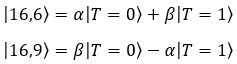 |16,6⟩ = α|T = 0⟩ + β|T = 1⟩
|16,9⟩ = β|T = 0⟩ − α|T = 1⟩